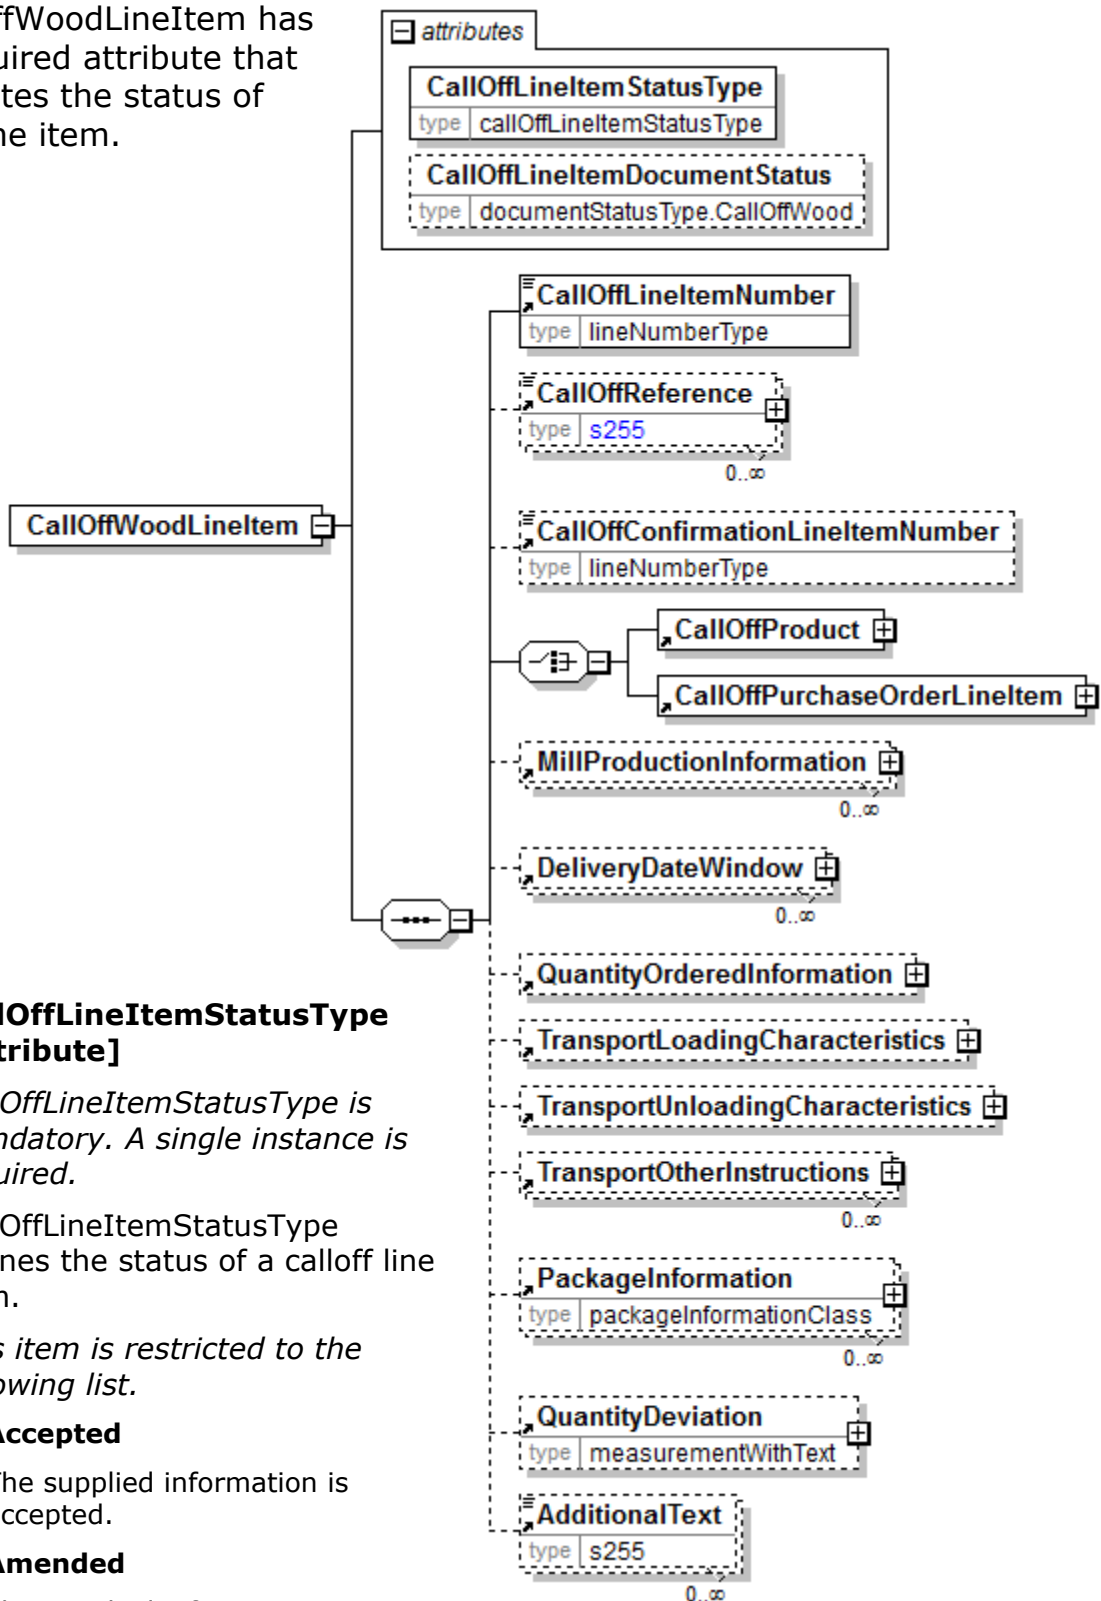 ffWoodLineItem has
uired attribute that
tes the status of
ne item.
attributes
CallOffLineItemStatusType
type callOffLineItemStatusType
CallOffLineItemDocumentStatus
type documentStatusType.CallOffWood
CallOffLineItemNumber
type lineNumberType
CallOffReference
type s255
0..∞
CallOffWoodLineItem
CallOffConfirmationLineItemNumber
type lineNumberType
CallOffProduct
CallOffPurchaseOrderLineItem
MillProductionInformation
0..∞
DeliveryDateWindow
0..∞
QuantityOrderedInformation
TransportLoadingCharacteristics
TransportUnloadingCharacteristics
TransportOtherInstructions
0..∞
PackageInformation
type packageInformationClass
0..∞
QuantityDeviation
type measurementWithText
AdditionalText
type s255
0..∞
lOffLineItemStatusType
tribute]
OffLineItemStatusType is
ndatory. A single instance is
uired.
OffLineItemStatusType
nes the status of a calloff line
n.
s item is restricted to the
owing list.
Accepted
The supplied information is
ccepted.
Amended